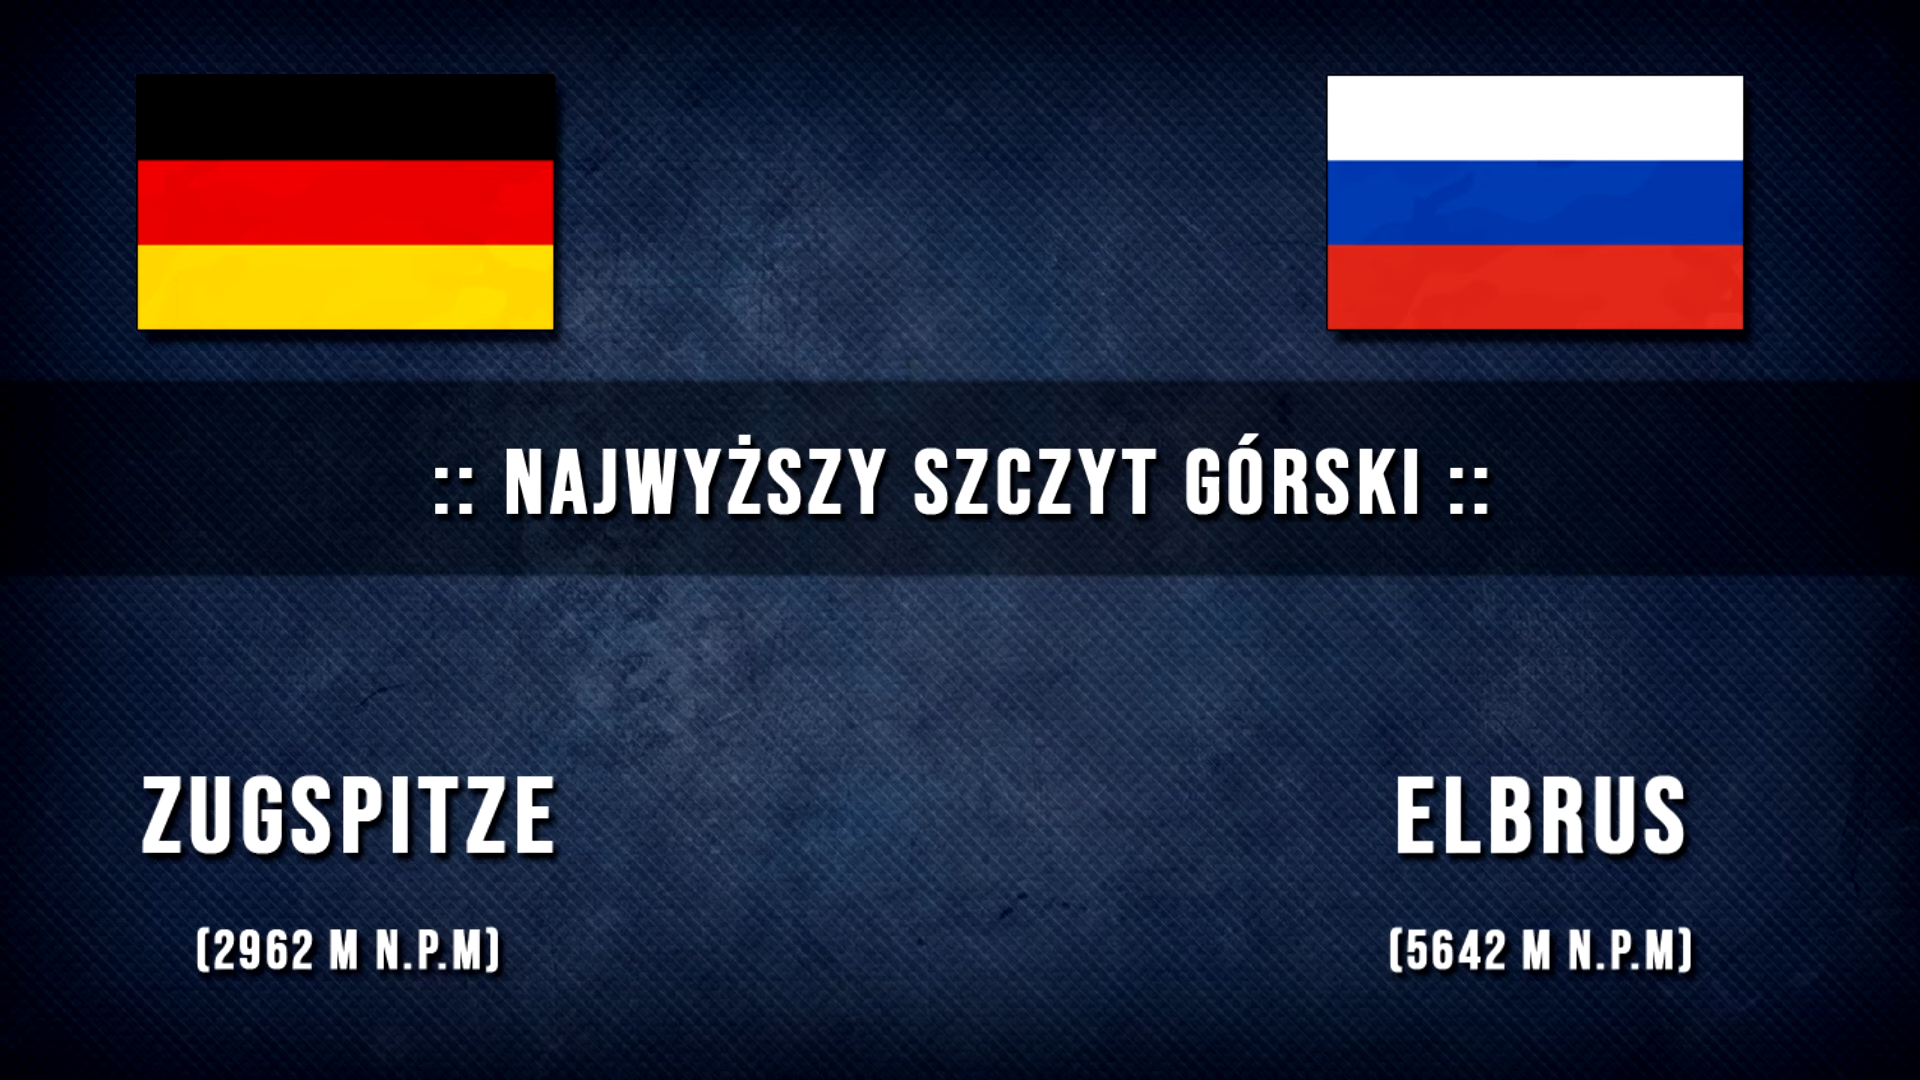 :: NAJWYŻSZY SZCZYT GÓRSKI ::
ZUGSPITZE
(2962 M N.P.M)
ELBRUS
(5642 M N.P.M)